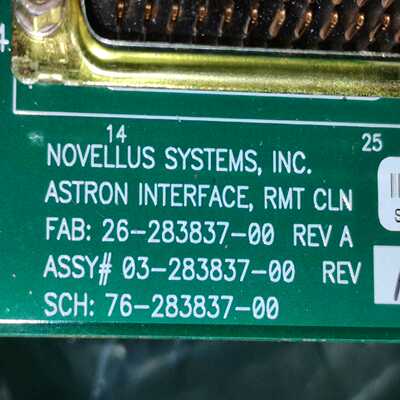 4
14 25
NOVELLUS SYSTEMS, INC.
ASTRON INTERFACE, RMT CLN
FAB: 26-283837-00 REV A
ASSY# 03-283837-00 REV
SCH: 76-283837-00